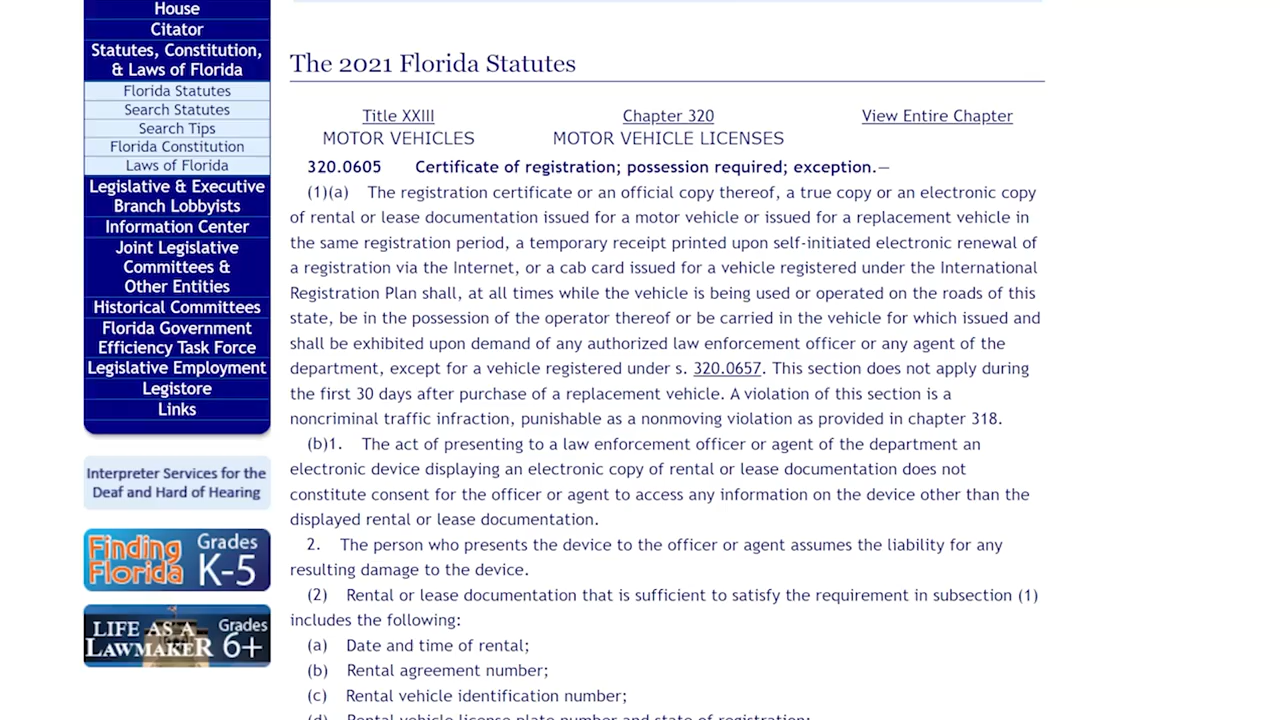 House
Citator
Statutes, Constitution,
& Laws of Florida
Florida Statutes
Search Statutes
Search Tips
Florida Constitution
Laws of Florida
Legislative & Executive
Branch Lobbyists
Information Center
Joint Legislative
Committees &
Other Entities
Historical Committees
Florida Government
Efficiency Task Force
Legislative Employment
Legistore
Links
Interpreter Services for the
Deaf and Hard of Hearing
Finding
Florida
Grades
K-5
LIFE AS A
LAWMAKER
Grades
6+
The 2021 Florida Statutes
Title XXIII
MOTOR VEHICLES
Chapter 320
MOTOR VEHICLE LICENSES
View Entire Chapter
320.0605 Certificate of registration; possession required; exception.—
(1)(a) The registration certificate or an official copy thereof, a true copy or an electronic copy
of rental or lease documentation issued for a motor vehicle or issued for a replacement vehicle in
the same registration period, a temporary receipt printed upon self-initiated electronic renewal of
a registration via the Internet, or a cab card issued for a vehicle registered under the International
Registration Plan shall, at all times while the vehicle is being used or operated on the roads of this
state, be in the possession of the operator thereof or be carried in the vehicle for which issued and
shall be exhibited upon demand of any authorized law enforcement officer or any agent of the
department, except for a vehicle registered under s. 320.0657. This section does not apply during
the first 30 days after purchase of a replacement vehicle. A violation of this section is a
noncriminal traffic infraction, punishable as a nonmoving violation as provided in chapter 318.
(b)1. The act of presenting to a law enforcement officer or agent of the department an
electronic device displaying an electronic copy of rental or lease documentation does not
constitute consent for the officer or agent to access any information on the device other than the
displayed rental or lease documentation.
2. The person who presents the device to the officer or agent assumes the liability for any
resulting damage to the device.
(2) Rental or lease documentation that is sufficient to satisfy the requirement in subsection (1)
includes the following:
(a) Date and time of rental;
(b) Rental agreement number;
(c) Rental vehicle identification number;
(d) Rental vehicle license plate number and state of registration;